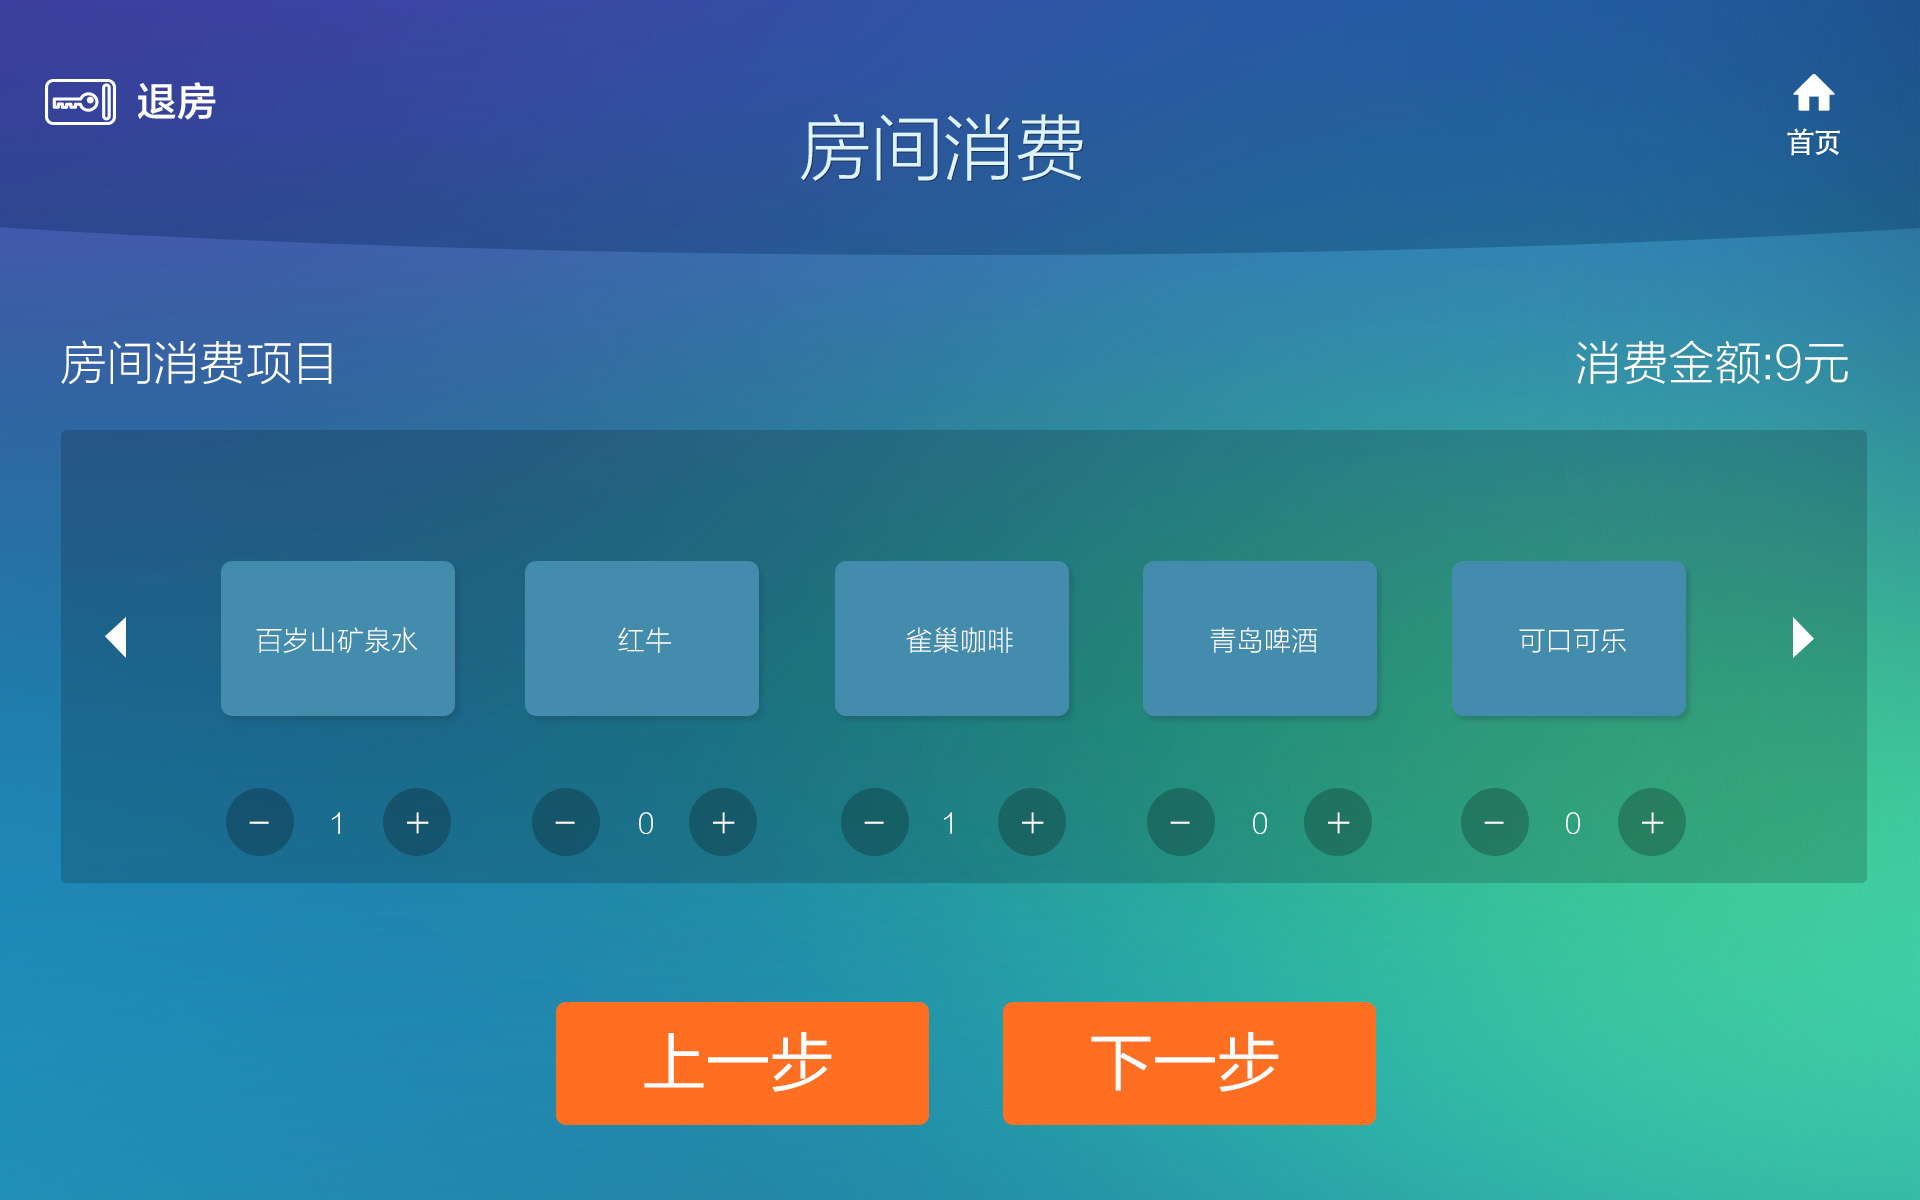 退房
房间消费
首页
房间消费项目
消费金额:9元
百岁山矿泉水
红牛
雀巢咖啡
青岛啤酒
可口可乐
− 1 +
− 0 +
− 1 +
− 0 +
− 0 +
上一步
下一步